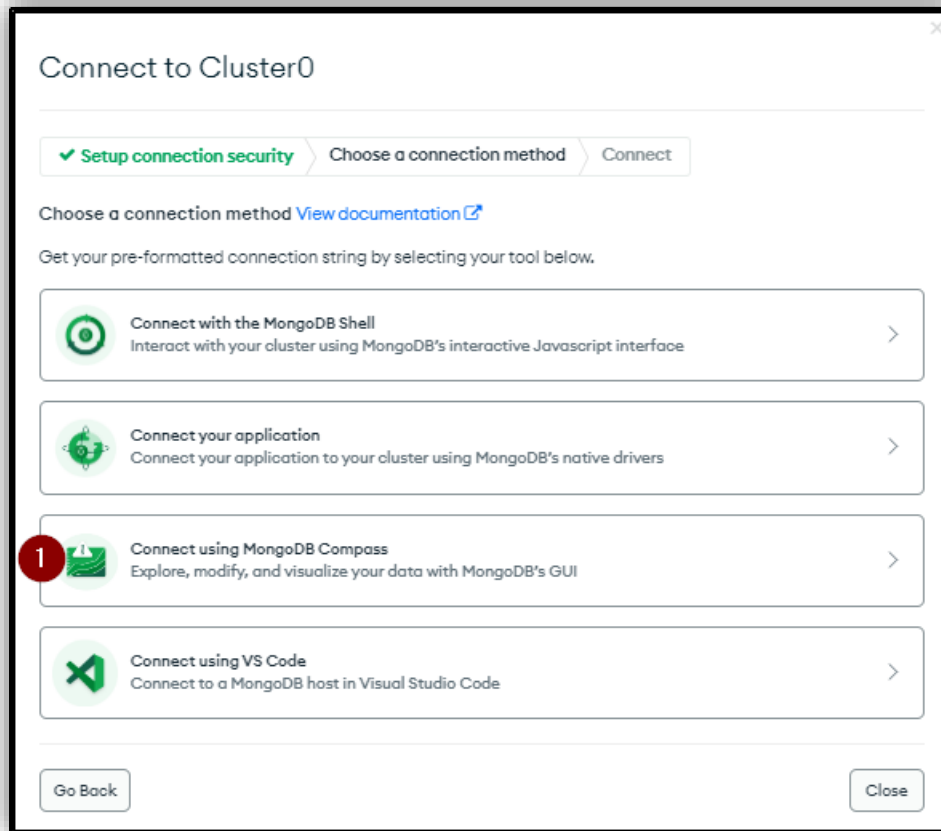 Connect to Cluster0
Setup connection security Choose a connection method Connect
Choose a connection method View documentation
Get your pre-formatted connection string by selecting your tool below.
Connect with the MongoDB Shell
Interact with your cluster using MongoDB's interactive Javascript interface
Connect your application
Connect your application to your cluster using MongoDB's native drivers
1
Connect using MongoDB Compass
Explore, modify, and visualize your data with MongoDB's GUI
Connect using VS Code
Connect to a MongoDB host in Visual Studio Code
Go Back Close